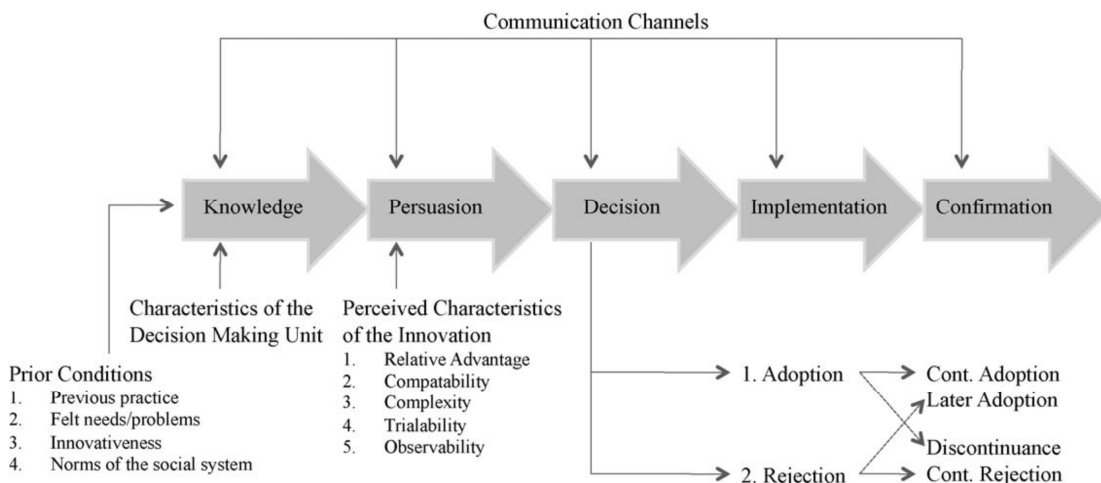 Communication Channels
Knowledge
Persuasion
Decision
Implementation
Confirmation
Characteristics of the
Decision Making Unit
Perceived Characteristics
of the Innovation
1. Relative Advantage
2. Compatability
3. Complexity
4. Trialability
5. Observability
Prior Conditions
1. Previous practice
2. Felt needs/problems
3. Innovativeness
4. Norms of the social system
1. Adoption
2. Rejection
Cont. Adoption
Later Adoption
Discontinuance
Cont. Rejection